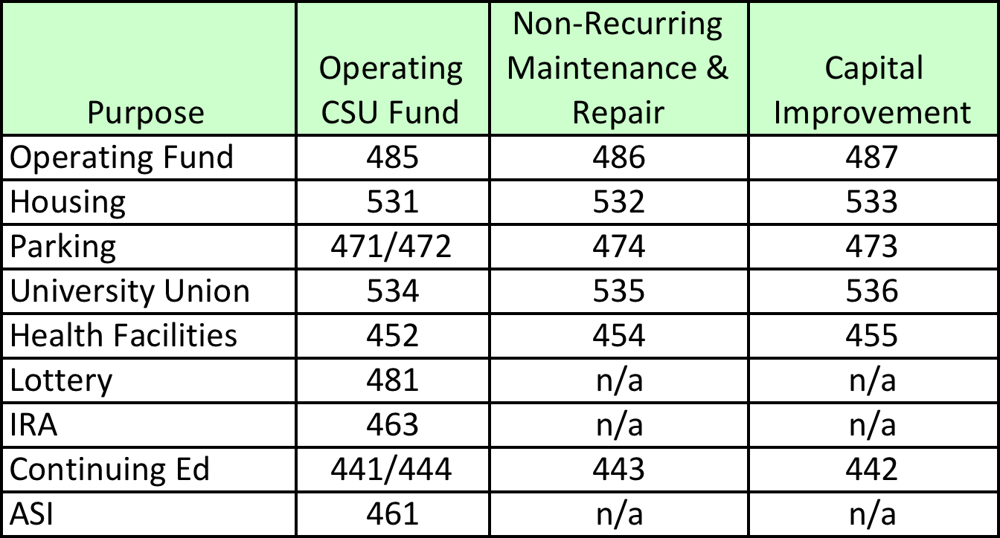 Purpose Operating CSU Fund Non-Recurring Maintenance & Repair Capital Improvement
Operating Fund 485 486 487
Housing 531 532 533
Parking 471/472 474 473
University Union 534 535 536
Health Facilities 452 454 455
Lottery 481 n/a n/a
IRA 463 n/a n/a
Continuing Ed 441/444 443 442
ASI 461 n/a n/a